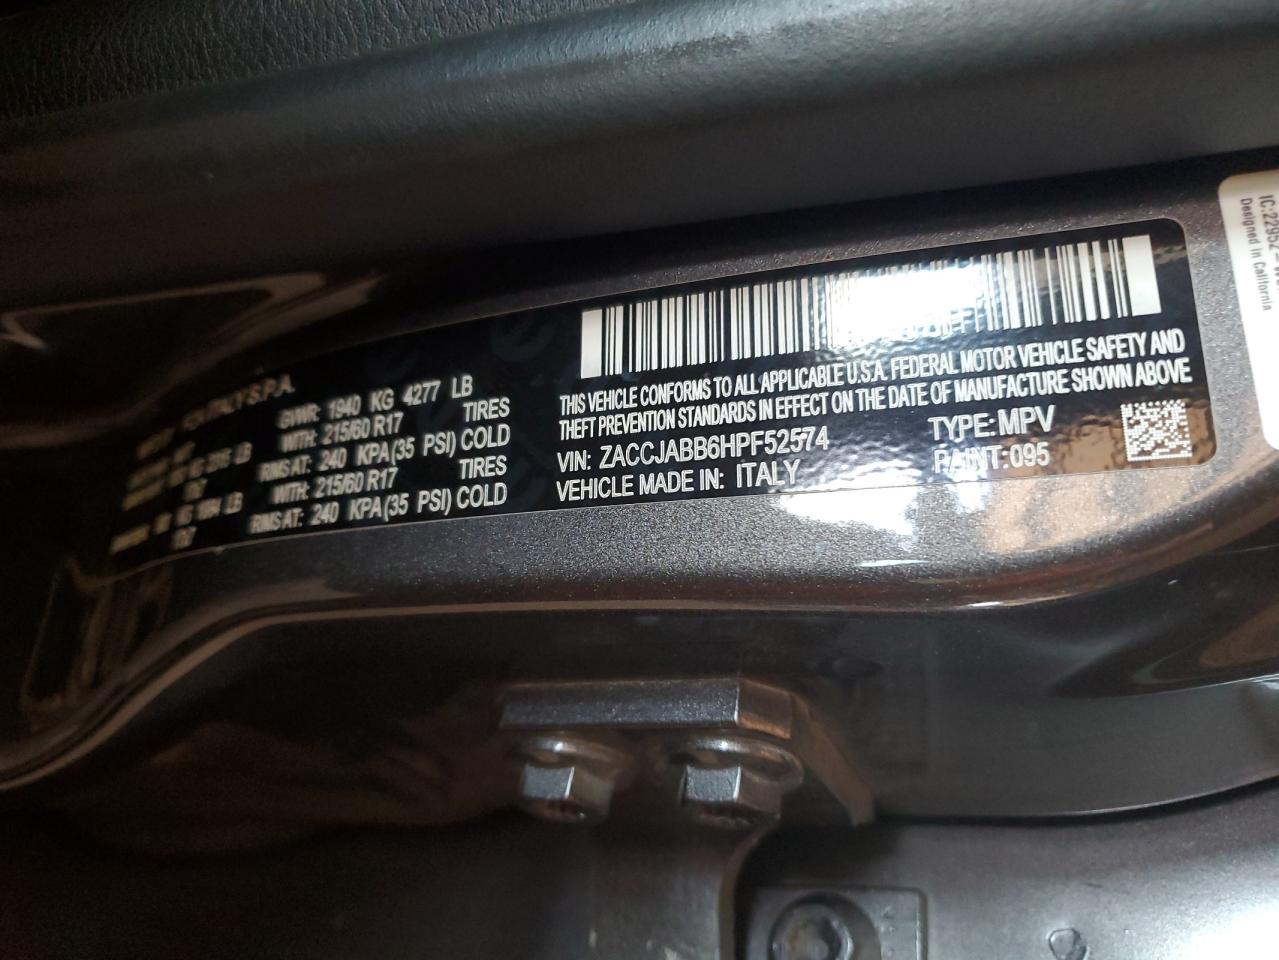 S.P.A.
GVWR: 1940 KG 4277 LB
WITH: 215/60 R17 TIRES
RIMS AT: 240 KPA(35 PSI) COLD
WITH: 215/60 R17 TIRES
RIMS AT: 240 KPA(35 PSI) COLD
LB
KG LB
THIS VEHICLE CONFORMS TO ALL APPLICABLE U.S.A. FEDERAL MOTOR VEHICLE SAFETY AND
THEFT PREVENTION STANDARDS IN EFFECT ON THE DATE OF MANUFACTURE SHOWN ABOVE
VIN: ZACCJABB6HPF52574 TYPE: MPV
VEHICLE MADE IN: ITALY PAINT: 095
Designed in California